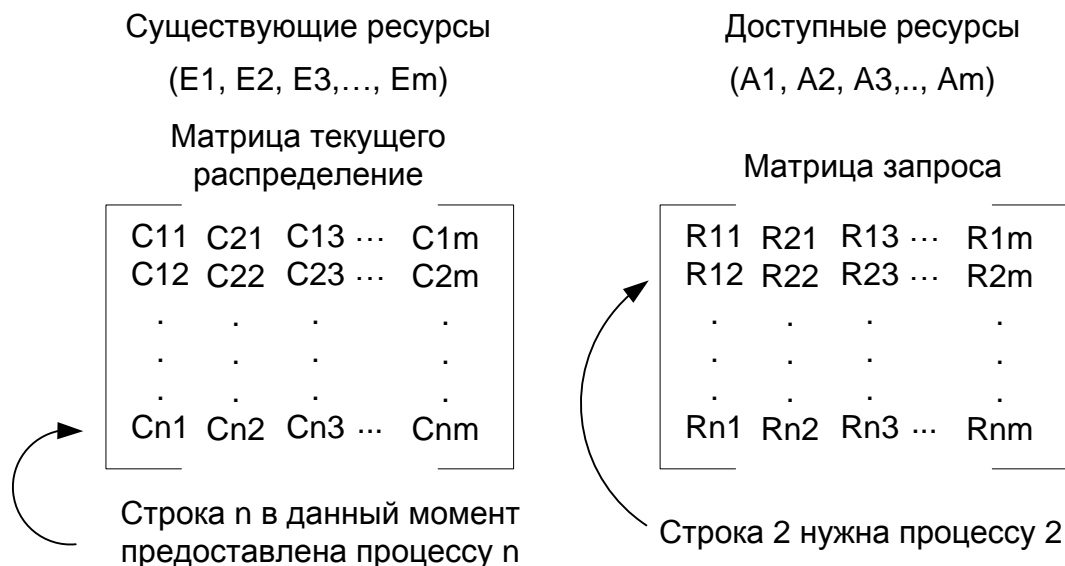 Существующие ресурсы
(E1, E2, E3,…, Em)
Матрица текущего
распределение
C11 C21 C13 … C1m
C12 C22 C23 … C2m
. . . .
. . . .
. . . .
Cn1 Cn2 Cn3 ... Cnm
Строка n в данный момент
предоставлена процессу n
Доступные ресурсы
(A1, A2, A3,.., Am)
Матрица запроса
R11 R21 R13 … R1m
R12 R22 R23 … R2m
. . . .
. . . .
. . . .
Rn1 Rn2 Rn3 ... Rnm
Строка 2 нужна процессу 2